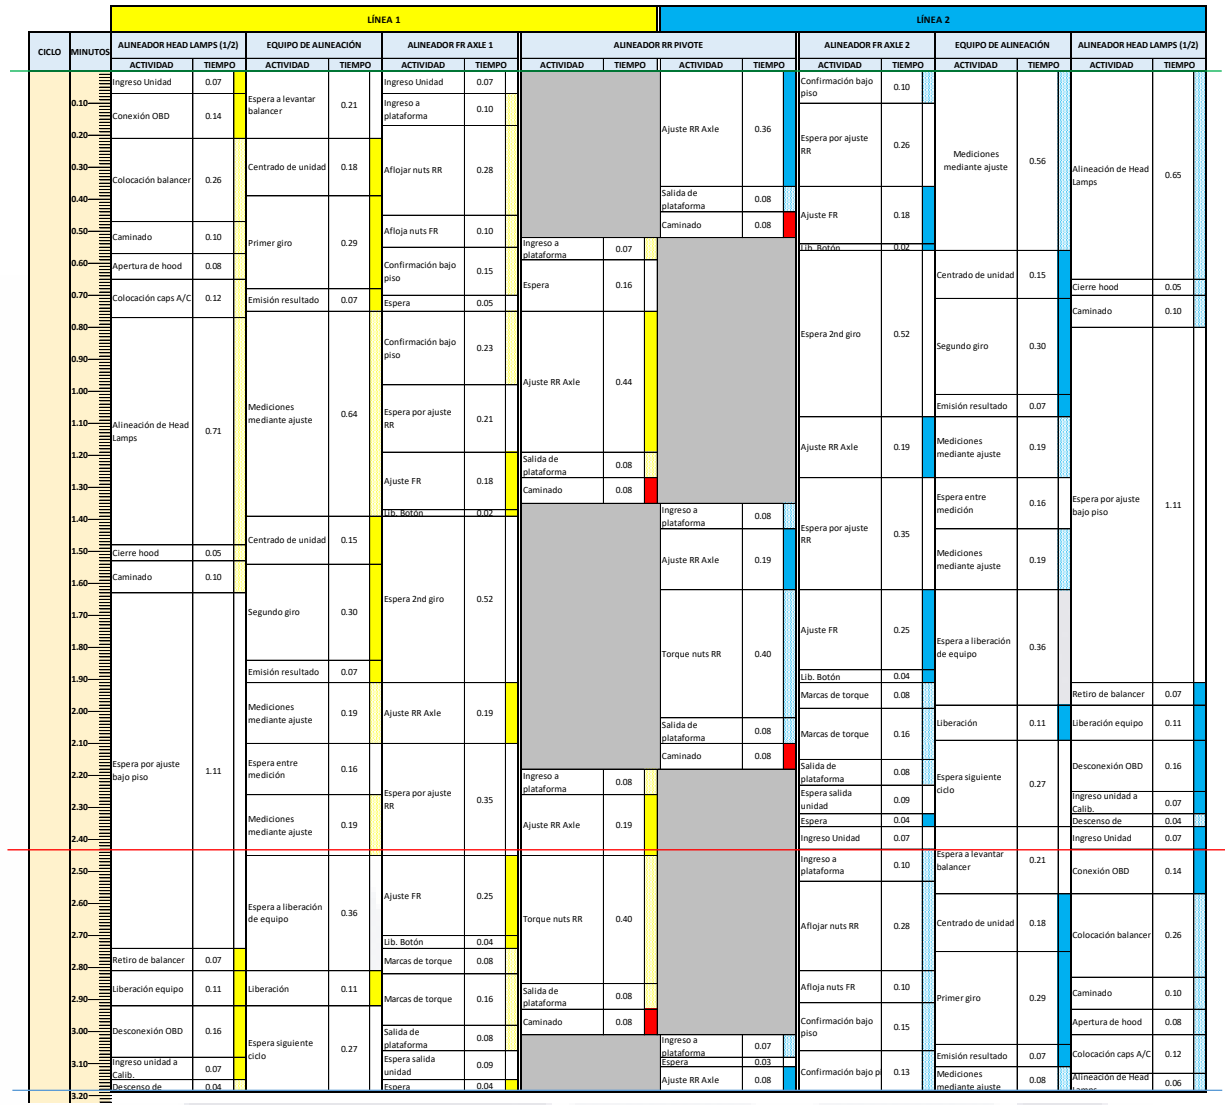 LÍNEA 1
LÍNEA 2
CICLO
MINUTOS
ALINEADOR HEAD LAMPS (1/2)
EQUIPO DE ALINEACIÓN
ALINEADOR FR AXLE 1
ALINEADOR RR PIVOTE
ALINEADOR FR AXLE 2
EQUIPO DE ALINEACIÓN
ALINEADOR HEAD LAMPS (1/2)
ACTIVIDAD TIEMPO
ACTIVIDAD TIEMPO
ACTIVIDAD TIEMPO
ACTIVIDAD TIEMPO
ACTIVIDAD TIEMPO
ACTIVIDAD TIEMPO
ACTIVIDAD TIEMPO
ACTIVIDAD TIEMPO
0.10
0.20
0.30
0.40
0.50
0.60
0.70
0.80
0.90
1.00
1.10
1.20
1.30
1.40
1.50
1.60
1.70
1.80
1.90
2.00
2.10
2.20
2.30
2.40
2.50
2.60
2.70
2.80
2.90
3.00
3.10
3.20
Ingreso Unidad 0.07
Conexión OBD 0.14
Colocación balancer 0.26
Caminado 0.10
Apertura de hood 0.08
Colocación caps A/C 0.12
Alineación de Head
Lamps 0.71
Cierre hood 0.05
Caminado 0.10
Espera por ajuste
bajo piso 1.11
Retiro de balancer 0.07
Liberación equipo 0.11
Desconexión OBD 0.16
Ingreso unidad a
Calib. 0.07
Descenso de 0.04
Espera a levantar
balancer 0.21
Centrado de unidad 0.18
Primer giro 0.29
Emisión resultado 0.07
Mediciones
mediante ajuste 0.64
Centrado de unidad 0.15
Segundo giro 0.30
Emisión resultado 0.07
Mediciones
mediante ajuste 0.19
Espera entre
medición 0.16
Mediciones
mediante ajuste 0.19
Espera a liberación
de equipo 0.36
Liberación 0.11
Espera siguiente
ciclo 0.27
Ingreso Unidad 0.07
Ingreso a
plataforma 0.10
Aflojar nuts RR 0.28
Afloja nuts FR 0.10
Confirmación bajo
piso 0.15
Espera 0.05
Confirmación bajo
piso 0.23
Espera por ajuste
RR 0.21
Ajuste FR 0.18
Lib. Botón 0.02
Espera 2nd giro 0.52
Ajuste RR Axle 0.19
Espera por ajuste
RR 0.35
Ajuste FR 0.25
Lib. Botón 0.04
Marcas de torque 0.08
Marcas de torque 0.16
Salida de
plataforma 0.08
Espera salida
unidad 0.09
Espera 0.04
Ingreso a
plataforma 0.07
Espera 0.16
Ajuste RR Axle 0.44
Salida de
plataforma 0.08
Caminado 0.08
Ingreso a
plataforma 0.08
Ajuste RR Axle 0.19
Torque nuts RR 0.40
Salida de
plataforma 0.08
Caminado 0.08
Ajuste RR Axle 0.36
Salida de
plataforma 0.08
Caminado 0.08
Ingreso a
plataforma 0.08
Ajuste RR Axle 0.19
Torque nuts RR 0.40
Salida de
plataforma 0.08
Caminado 0.08
Ingreso a
plataforma 0.07
Espera 0.03
Ajuste RR Axle 0.08
Confirmación bajo
piso 0.10
Espera por ajuste
RR 0.26
Ajuste FR 0.18
Lib. Botón 0.02
Espera 2nd giro 0.52
Ajuste RR Axle 0.19
Espera por ajuste
RR 0.35
Ajuste FR 0.25
Lib. Botón 0.04
Marcas de torque 0.08
Marcas de torque 0.16
Salida de
plataforma 0.08
Espera salida
unidad 0.09
Espera 0.04
Ingreso Unidad 0.07
Ingreso a
plataforma 0.10
Aflojar nuts RR 0.28
Afloja nuts FR 0.10
Confirmación bajo
piso 0.15
Confirmación bajo p 0.13
Mediciones
mediante ajuste 0.56
Centrado de unidad 0.15
Segundo giro 0.30
Emisión resultado 0.07
Mediciones
mediante ajuste 0.19
Espera entre
medición 0.16
Mediciones
mediante ajuste 0.19
Espera a liberación
de equipo 0.36
Liberación 0.11
Espera siguiente
ciclo 0.27
Espera a levantar
balancer 0.21
Centrado de unidad 0.18
Primer giro 0.29
Emisión resultado 0.07
Mediciones
mediante ajuste 0.08
Alineación de Head
Lamps 0.65
Cierre hood 0.05
Caminado 0.10
Espera por ajuste
bajo piso 1.11
Retiro de balancer 0.07
Liberación equipo 0.11
Desconexión OBD 0.16
Ingreso unidad a
Calib. 0.07
Descenso de 0.04
Ingreso Unidad 0.07
Conexión OBD 0.14
Colocación balancer 0.26
Caminado 0.10
Apertura de hood 0.08
Colocación caps A/C 0.12
Alineación de Head
Lamps 0.06